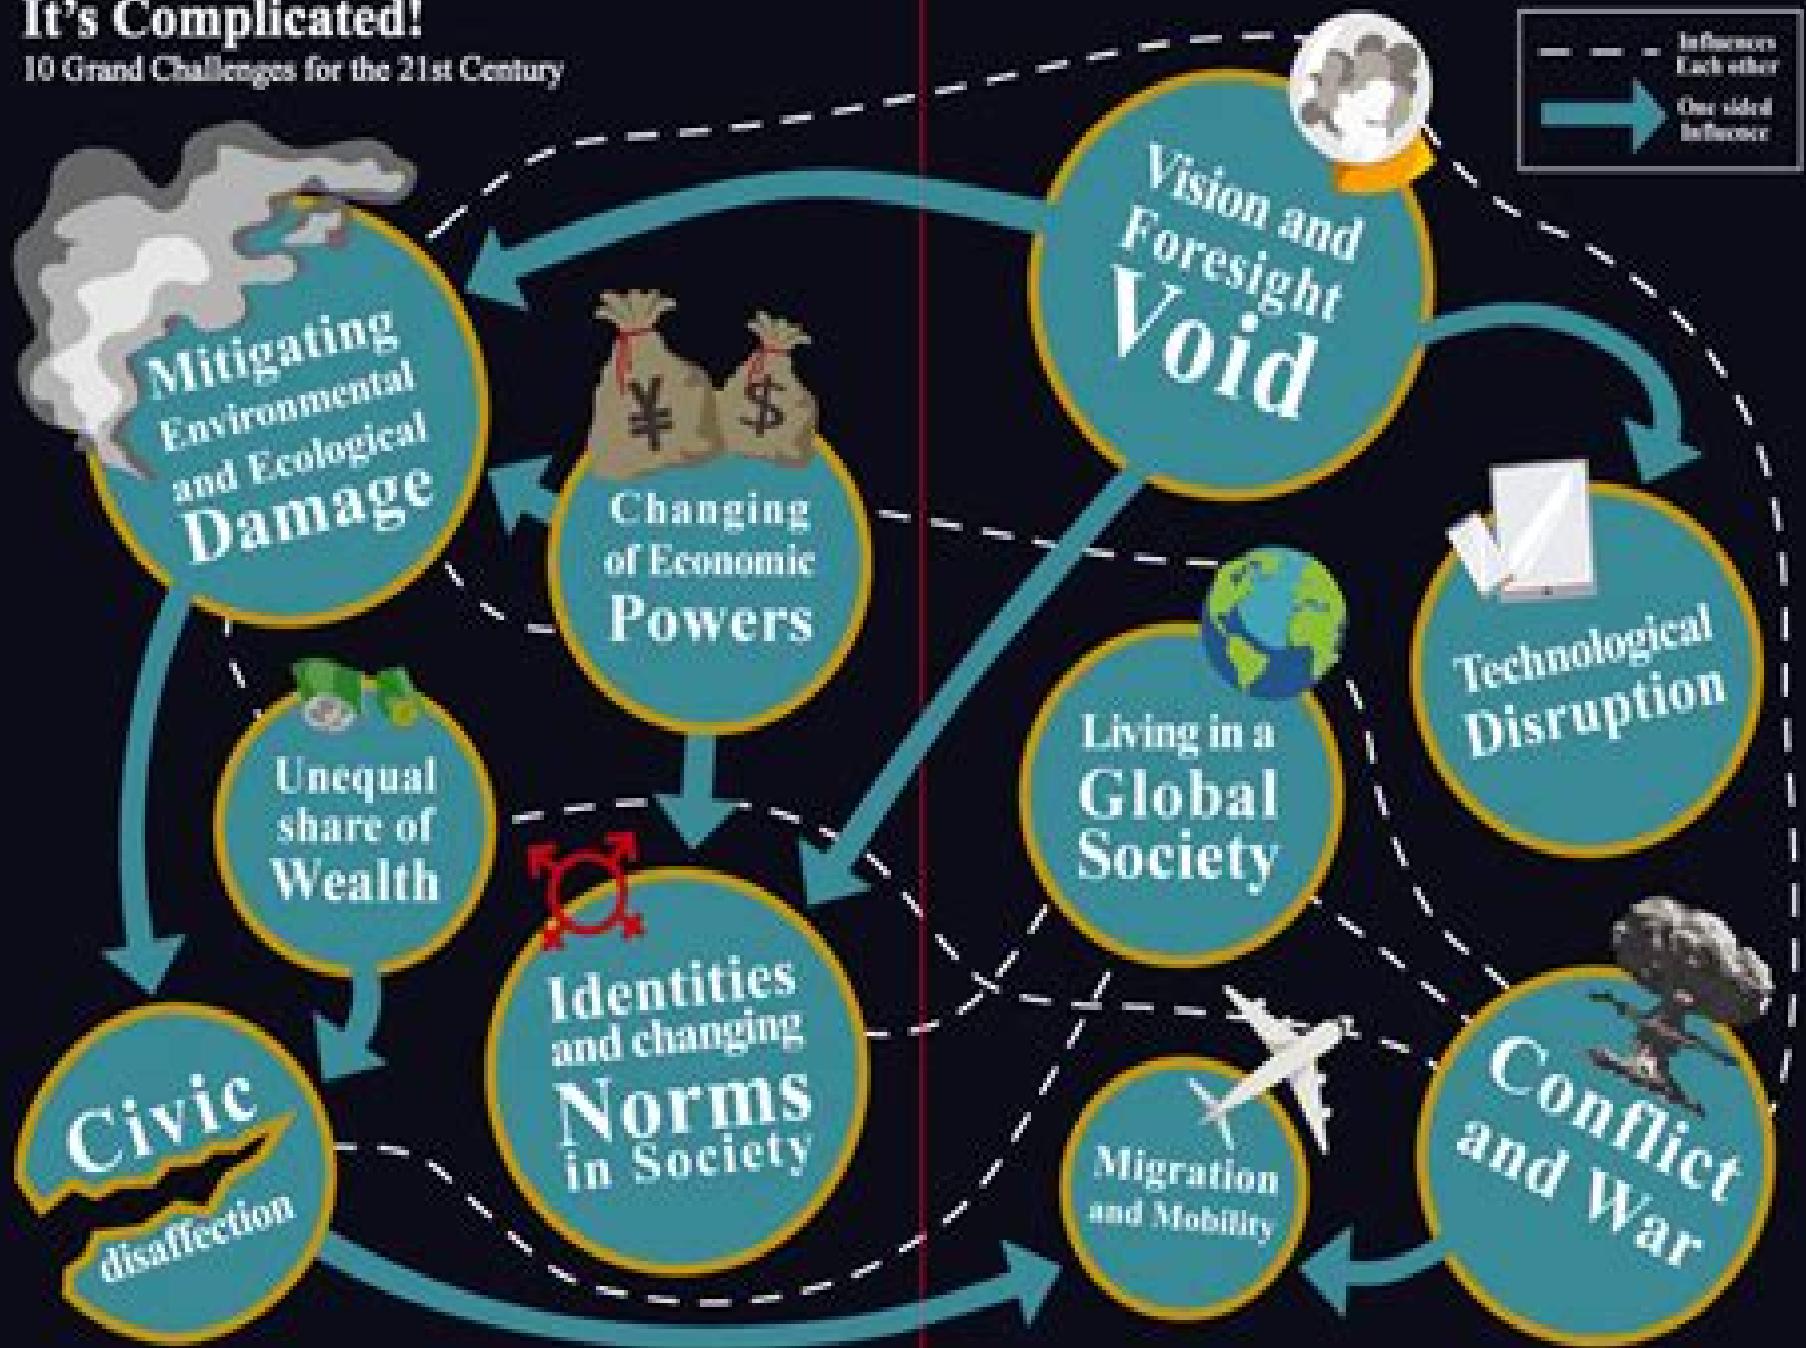 It's Complicated!
10 Grand Challenges for the 21st Century
Influences
Each other
One sided
Influence
Vision and
Foresight
Void
Mitigating
Environmental
and Ecological
Damage
¥
$
Changing
of Economic
Powers
Technological
Disruption
Living in a
Global
Society
Unequal
share of
Wealth
Identities
and changing
Norms
in Society
Civic
disaffection
Migration
and Mobility
Conflict
and War